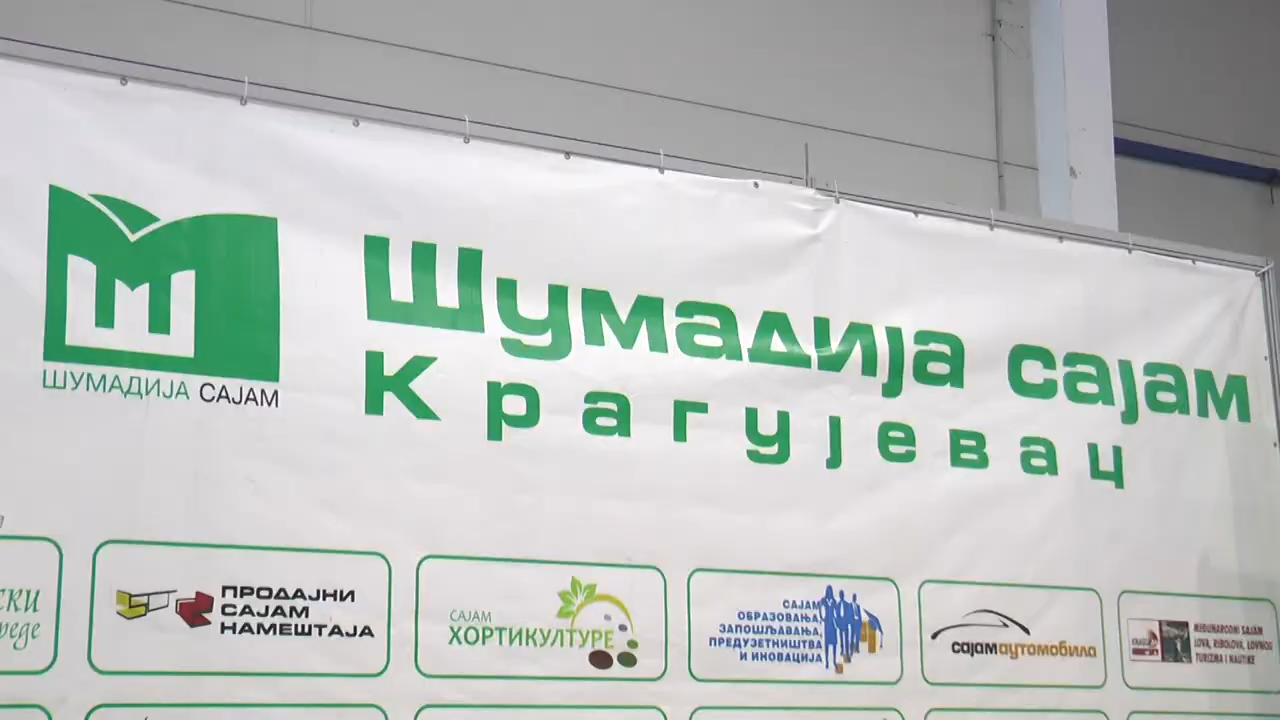 Шумадија сајам
Крагујевац
ШУМАДИЈА САЈАМ
ПРОДАЈНИ
САЈАМ
НАМЕШТАЈА
САЈАМ
ХОРТИКУЛТУРЕ
САЈАМ
ОБРАЗОВАЊА,
ЗАПОШЉАВАЊА,
ПРЕДУЗЕТНИШТВА
И ИНОВАЦИЈА
сајамаутомобила
MEĐUNARODNI SAJAM
LOVA, RIBOLOVA, LOVNOG
TURIZMA I NAUTIKE